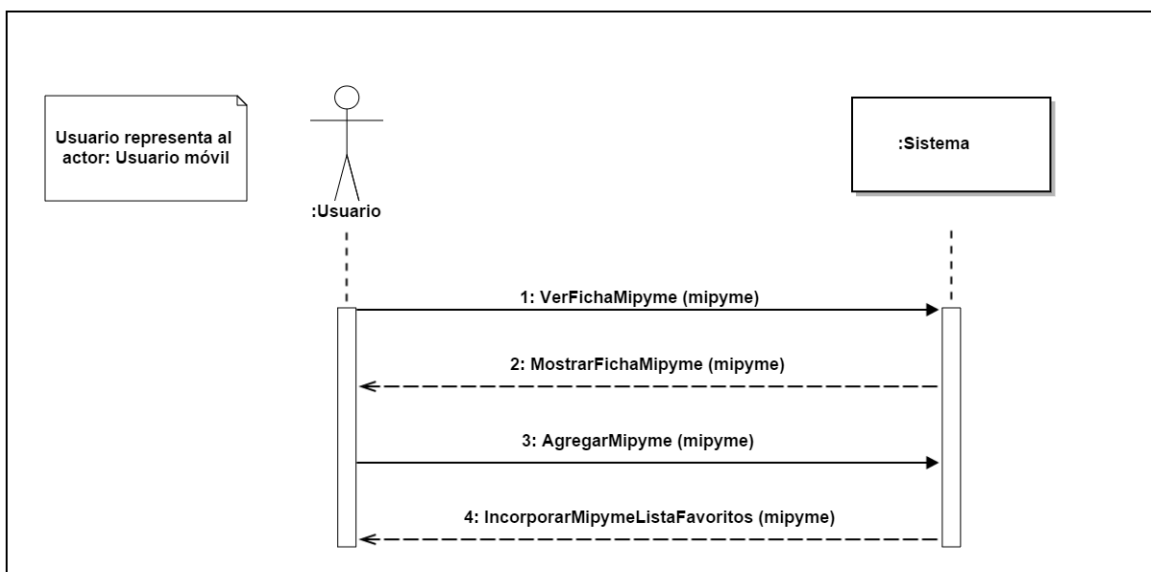 Usuario representa al
actor: Usuario móvil
:Usuario
:Sistema
1: VerFichaMipyme (mipyme)
2: MostrarFichaMipyme (mipyme)
3: AgregarMipyme (mipyme)
4: IncorporarMipymeListaFavoritos (mipyme)